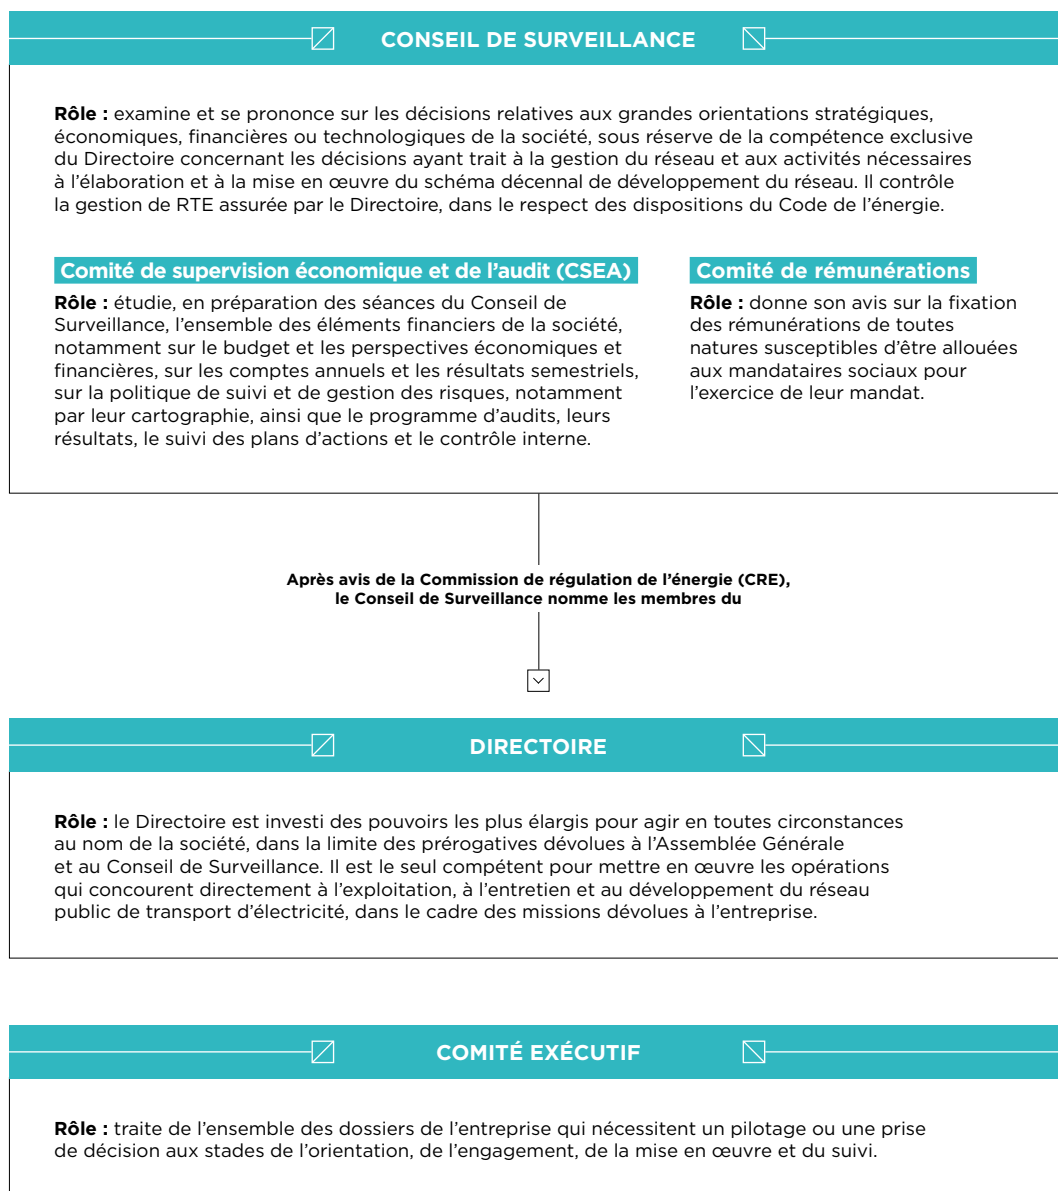 CONSEIL DE SURVEILLANCE
Rôle : examine et se prononce sur les décisions relatives aux grandes orientations stratégiques,
économiques, financières ou technologiques de la société, sous réserve de la compétence exclusive
du Directoire concernant les décisions ayant trait à la gestion du réseau et aux activités nécessaires
à l’élaboration et à la mise en œuvre du schéma décennal de développement du réseau. Il contrôle
la gestion de RTE assurée par le Directoire, dans le respect des dispositions du Code de l’énergie.
Comité de supervision économique et de l’audit (CSEA)
Rôle : étudie, en préparation des séances du Conseil de
Surveillance, l’ensemble des éléments financiers de la société,
notamment sur le budget et les perspectives économiques et
financières, sur les comptes annuels et les résultats semestriels,
sur la politique de suivi et de gestion des risques, notamment
par leur cartographie, ainsi que le programme d’audits, leurs
résultats, le suivi des plans d’actions et le contrôle interne.
Comité de rémunérations
Rôle : donne son avis sur la fixation
des rémunérations de toutes
natures susceptibles d’être allouées
aux mandataires sociaux pour
l’exercice de leur mandat.
Après avis de la Commission de régulation de l’énergie (CRE),
le Conseil de Surveillance nomme les membres du
DIRECTOIRE
Rôle : le Directoire est investi des pouvoirs les plus élargis pour agir en toutes circonstances
au nom de la société, dans la limite des prérogatives dévolues à l’Assemblée Générale
et au Conseil de Surveillance. Il est le seul compétent pour mettre en œuvre les opérations
qui concourent directement à l’exploitation, à l’entretien et au développement du réseau
public de transport d’électricité, dans le cadre des missions dévolues à l’entreprise.
COMITÉ EXÉCUTIF
Rôle : traite de l’ensemble des dossiers de l’entreprise qui nécessitent un pilotage ou une prise
de décision aux stades de l’orientation, de l’engagement, de la mise en œuvre et du suivi.